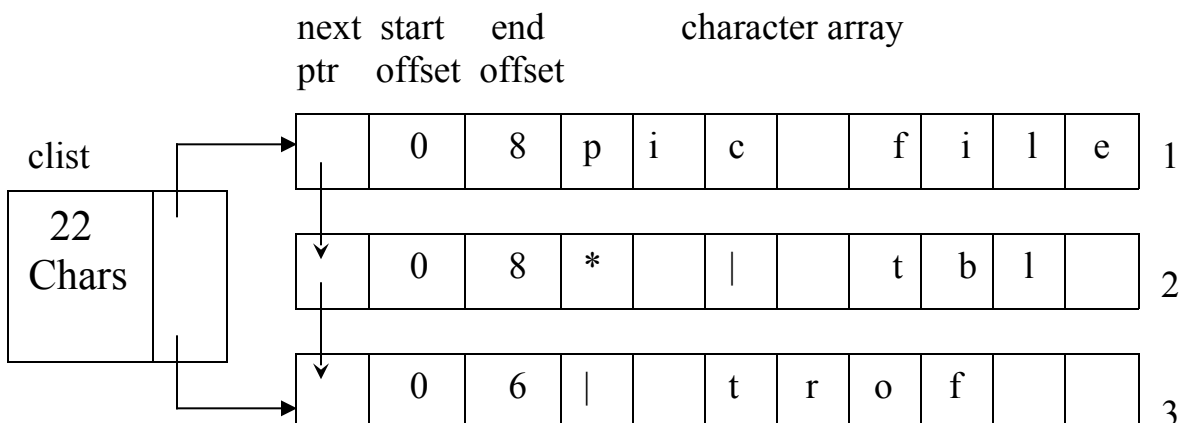 next start end character array
ptr offset offset
clist
22
Chars
0 8 p i c f i l e 1
0 8 * | t b l 2
0 6 | t r o f 3